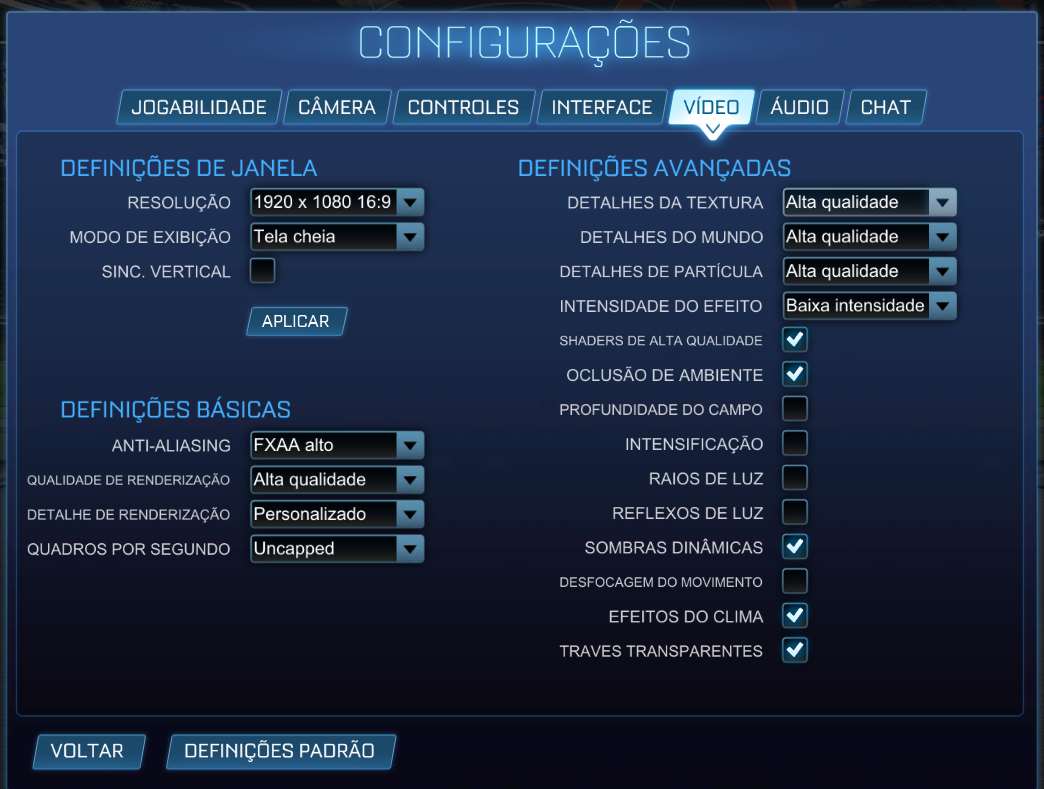 CONFIGURAÇÕES
JOGABILIDADE CÂMERA CONTROLES INTERFACE VÍDEO ÁUDIO CHAT
DEFINIÇÕES DE JANELA
RESOLUÇÃO 1920 x 1080 16:9
MODO DE EXIBIÇÃO Tela cheia
SINC. VERTICAL
APLICAR
DEFINIÇÕES BÁSICAS
ANTI-ALIASING FXAA alto
QUALIDADE DE RENDERIZAÇÃO Alta qualidade
DETALHE DE RENDERIZAÇÃO Personalizado
QUADROS POR SEGUNDO Uncapped
DEFINIÇÕES AVANÇADAS
DETALHES DA TEXTURA Alta qualidade
DETALHES DO MUNDO Alta qualidade
DETALHES DE PARTÍCULA Alta qualidade
INTENSIDADE DO EFEITO Baixa intensidade
SHADERS DE ALTA QUALIDADE
OCLUSÃO DE AMBIENTE
PROFUNDIDADE DO CAMPO
INTENSIFICAÇÃO
RAIOS DE LUZ
REFLEXOS DE LUZ
SOMBRAS DINÂMICAS
DESFOCAGEM DO MOVIMENTO
EFEITOS DO CLIMA
TRAVES TRANSPARENTES
VOLTAR DEFINIÇÕES PADRÃO